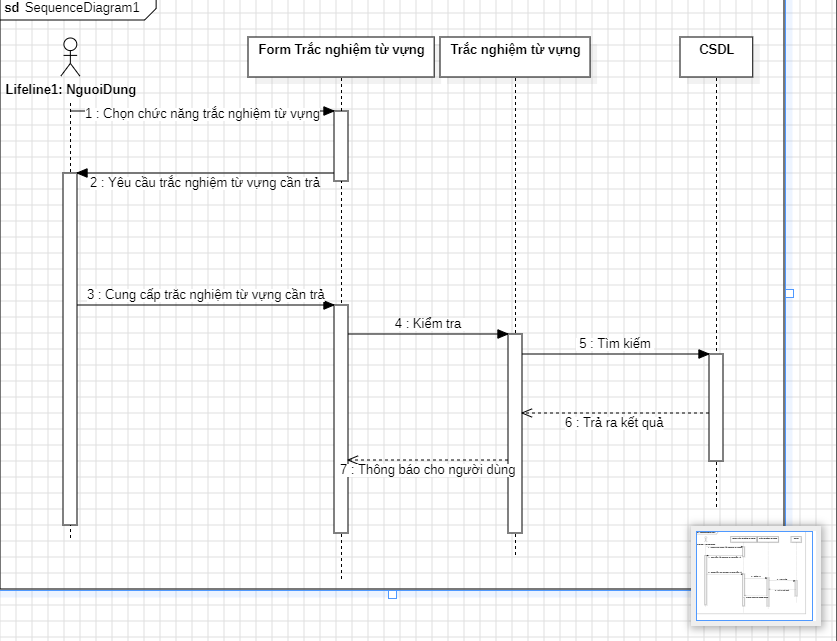 sd SequenceDiagram1
Form Trắc nghiệm từ vựng
Trắc nghiệm từ vựng
CSDL
Lifeline1: NguoiDung
1 : Chọn chức năng trắc nghiệm từ vựng
2 : Yêu cầu trắc nghiệm từ vựng cần trả
3 : Cung cấp trăc nghiệm từ vựng cần trả
4 : Kiểm tra
5 : Tìm kiếm
6 : Trả ra kết quả
7 : Thông báo cho người dùng